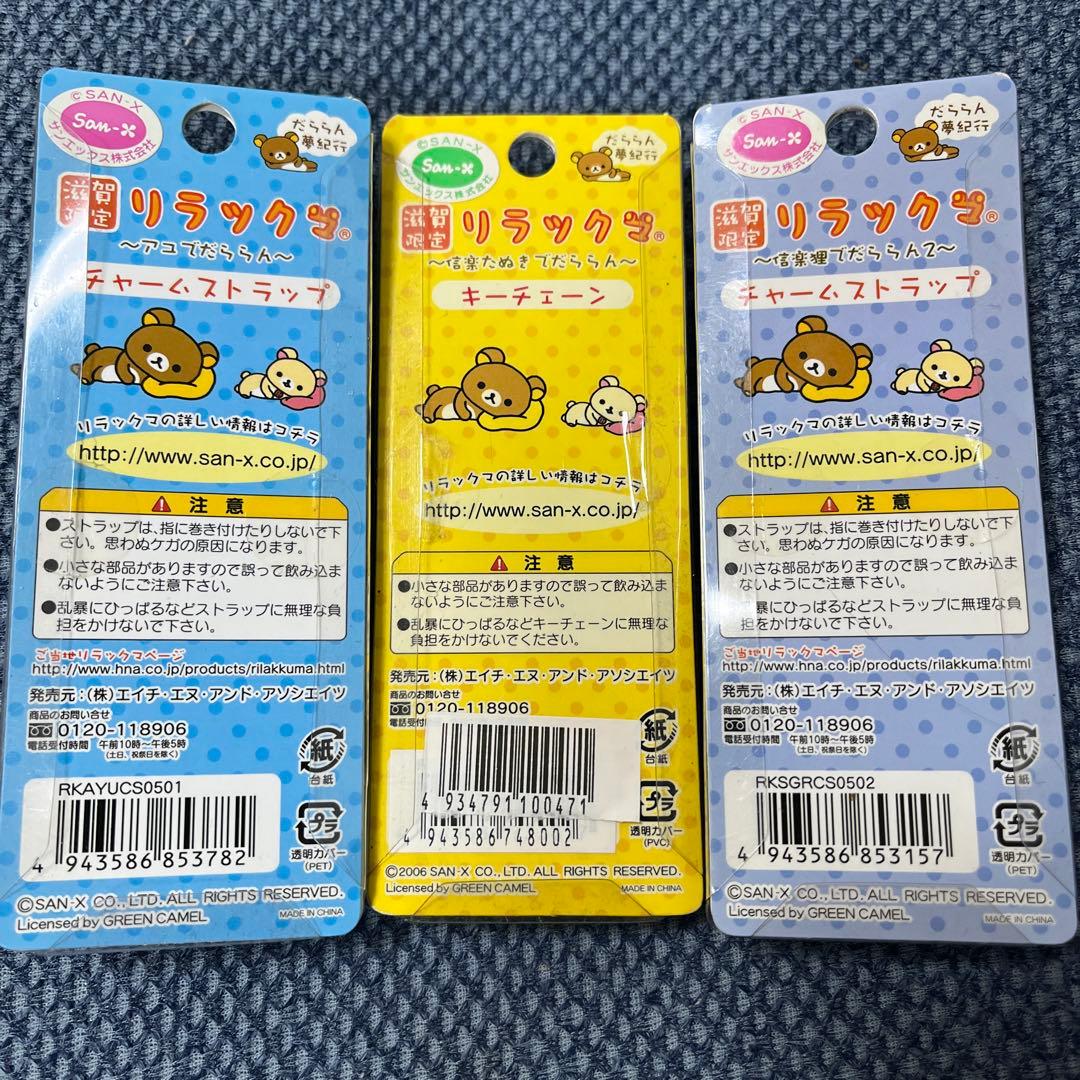 ©SAN-X
San-X
サンエックス株式会社
だららん
夢紀行
滋賀
限定
リラックマ®
～アユでだららん～
チャームストラップ
リラックマの詳しい情報はコチラ
http://www.san-x.co.jp/
注意
●ストラップは、指に巻き付けたりしないで下
さい。思わぬケガの原因になります。
●小さな部品がありますので誤って飲み込ま
ないようにご注意下さい。
●乱暴にひっぱるなどストラップに無理な負
担をかけないで下さい。
ご当地リラックマページ
http://www.hna.co.jp/products/rilakkuma.html
発売元:(株)エイチ・エヌ・アンド・アソシエイツ
商品のお問い合せ
0120-118906
電話受付時間 午前10時～午後5時
(土日、祝祭日を除く)
紙
台紙
RKAYUCS0501
4 943586 853782
プラ
透明カバー
(PET)
©SAN-X CO., LTD. ALL RIGHTS RESERVED.
Licensed by GREEN CAMEL
MADE IN CHINA
©SAN-X
San-X
サンエックス株式会社
だららん
夢紀行
滋賀
限定
リラックマ®
～信楽たぬきでだららん～
キーチェーン
リラックマの詳しい情報はコチラ
http://www.san-x.co.jp/
注意
●小さな部品がありますので誤って飲み込ま
ないようにご注意下さい。
●乱暴にひっぱるなどキーチェーンに無理な
負担をかけないでください。
発売元:(株)エイチ・エヌ・アンド・アソシエイツ
商品のお問い合せ
0120-118906
電話受付時間
紙
台紙
4 934791 100471
4 943586 748002
プラ
透明カバー
(PVC)
©2006 SAN-X CO., LTD. ALL RIGHTS RESERVED.
Licensed by GREEN CAMEL
MADE IN CHINA
©SAN-X
San-X
サンエックス株式会社
だららん
夢紀行
滋賀
限定
リラックマ®
～信楽狸でだららん2～
チャームストラップ
リラックマの詳しい情報はコチラ
http://www.san-x.co.jp/
注意
●ストラップは、指に巻き付けたりしないで下
さい。思わぬケガの原因になります。
●小さな部品がありますので誤って飲み込ま
ないようにご注意下さい。
暴にひっぱるなどストラップに無理な負
担をかけないで下さい。
ご当地リラックマページ
http://www.hna.co.jp/products/rilakkuma.html
発売元:(株)エイチ・エヌ・アンド・アソシエイツ
商品のお問い合せ
0120-118906
電話受付時間 午前10時～午後5時
(土日、祝祭日を除く)
紙
台紙
RKSGRCS0502
4 943586 853157
プラ
透明カバー
(PET)
©SAN-X CO., LTD. ALL RIGHTS RESERVED.
Licensed by GREEN CAMEL
MADE IN CHINA